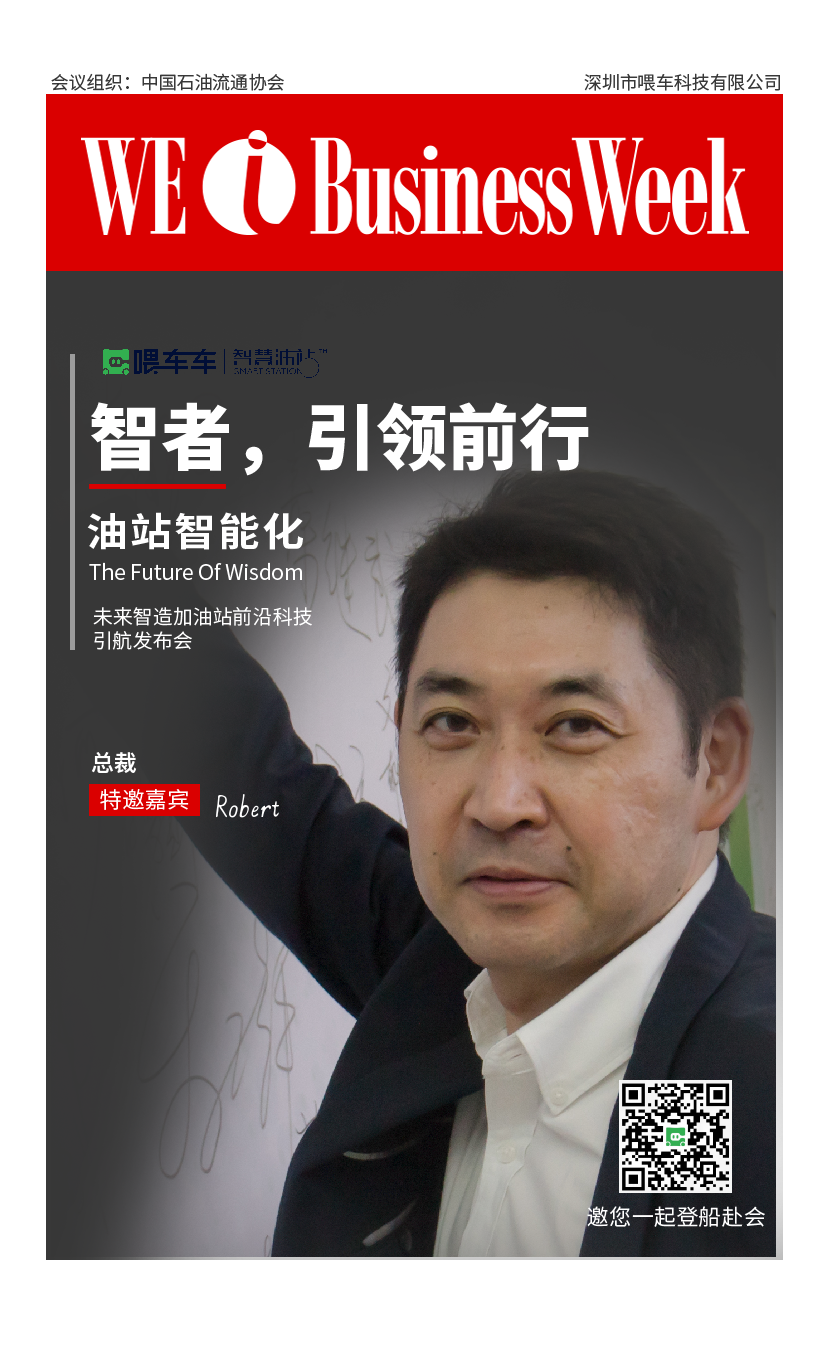 会议组织：中国石油流通协会
深圳市喂车科技有限公司
WE i BusinessWeek
喂车车 智慧油站™
SMART STATION
智者，引领前行
油站智能化
The Future Of Wisdom
未来智造加油站前沿科技
引航发布会
总裁
特邀嘉宾 Robert
邀您一起登船赴会